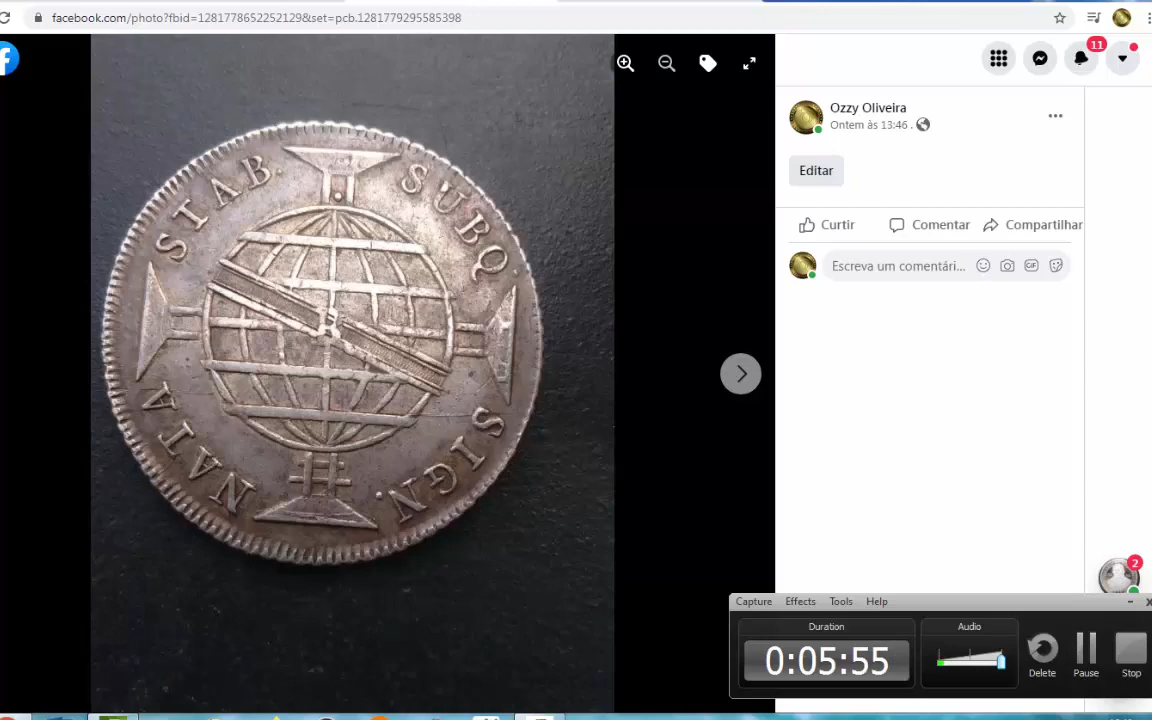 facebook.com/photo?fbid=1281778652252129&set=pcb.1281779295585398
11
Ozzy Oliveira
Ontem às 13:46 .
Editar
Curtir
Comentar
Compartilhar
Escreva um comentári...
GIF
STAB.
SUBQ.
SIGN.
NATA
2
Capture Effects Tools Help
Duration
Audio
0:05:55
Delete
Pause
Stop